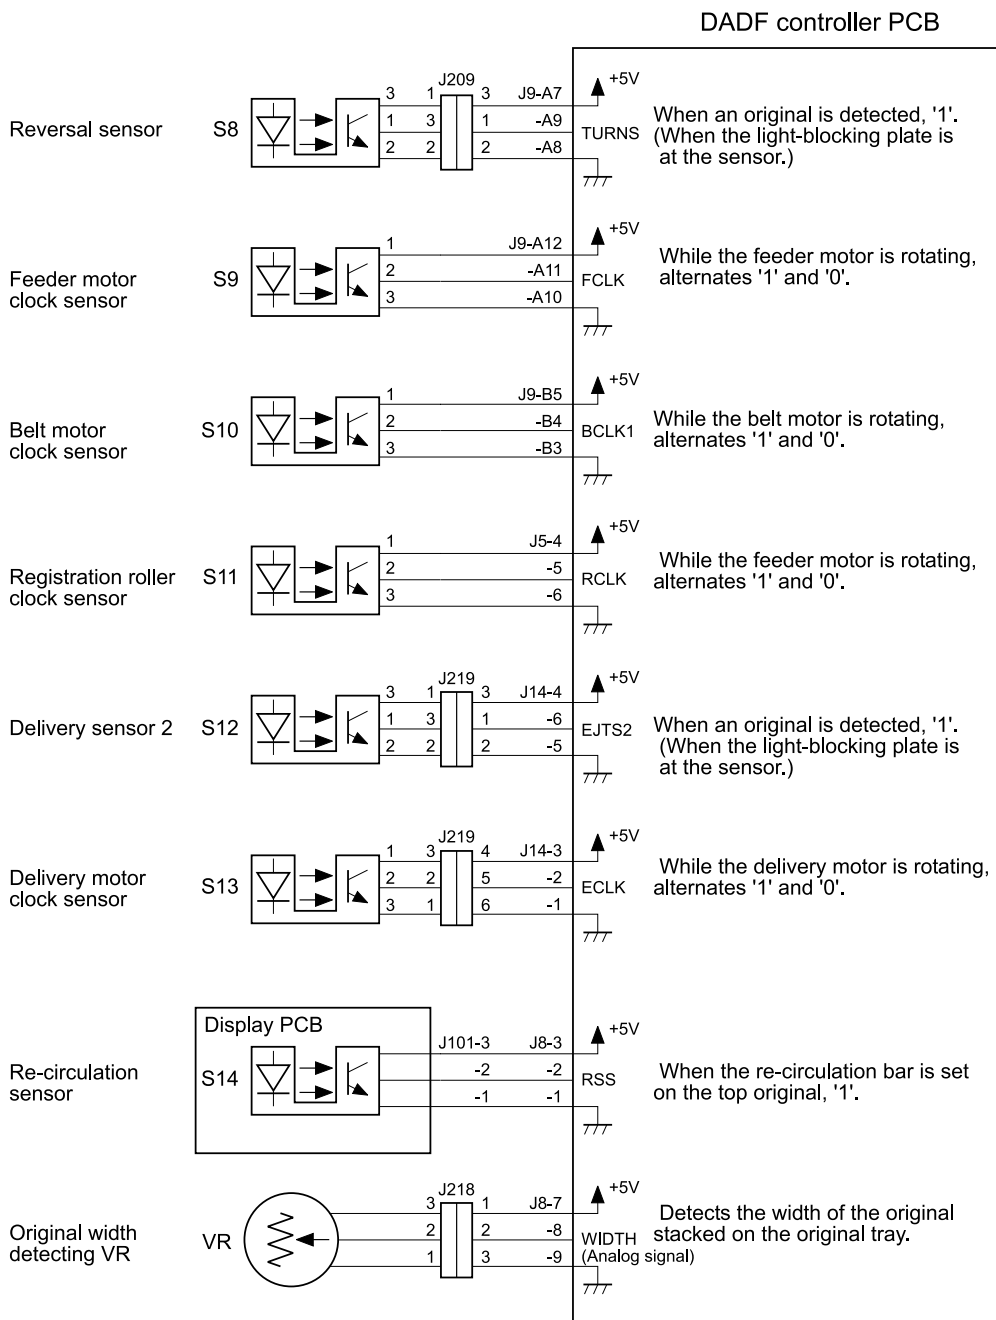 DADF controller PCB
J209
+5V
3 1 3 J9-A7
Reversal sensor S8 1 3 1 -A9 TURNS
2 2 2 -A8
When an original is detected, '1'.
(When the light-blocking plate is
at the sensor.)
+5V
1 J9-A12
Feeder motor
clock sensor
S9 2 -A11 FCLK
3 -A10
While the feeder motor is rotating,
alternates '1' and '0'.
+5V
1 J9-B5
Belt motor
clock sensor
S10 2 -B4 BCLK1
3 -B3
While the belt motor is rotating,
alternates '1' and '0'.
+5V
1 J5-4
Registration roller
clock sensor
S11 2 -5 RCLK
3 -6
While the feeder motor is rotating,
alternates '1' and '0'.
J219
+5V
3 1 3 J14-4
Delivery sensor 2 S12 1 3 1 -6 EJTS2
2 2 2 -5
When an original is detected, '1'.
(When the light-blocking plate is
at the sensor.)
J219
+5V
1 3 4 J14-3
Delivery motor
clock sensor
S13 2 2 5 -2 ECLK
3 1 6 -1
While the delivery motor is rotating,
alternates '1' and '0'.
Display PCB
+5V
J101-3 J8-3
Re-circulation
sensor
S14 -2 -2 RSS
-1 -1
When the re-circulation bar is set
on the top original, '1'.
J218
+5V
3 1 J8-7
Original width
detecting VR
VR 2 2 -8 WIDTH
1 3 -9 (Analog signal)
Detects the width of the original
stacked on the original tray.